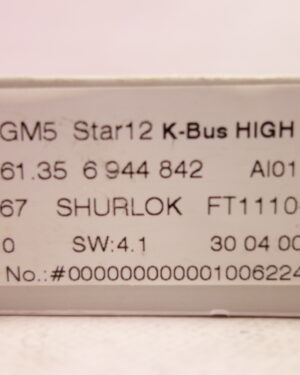 GM5 Star12 K-Bus HIGH
61.35 6 944 842 AI01
67 SHURLOK FT1110
0 SW:4.1 30 04 00
No.:#0000000000001006224